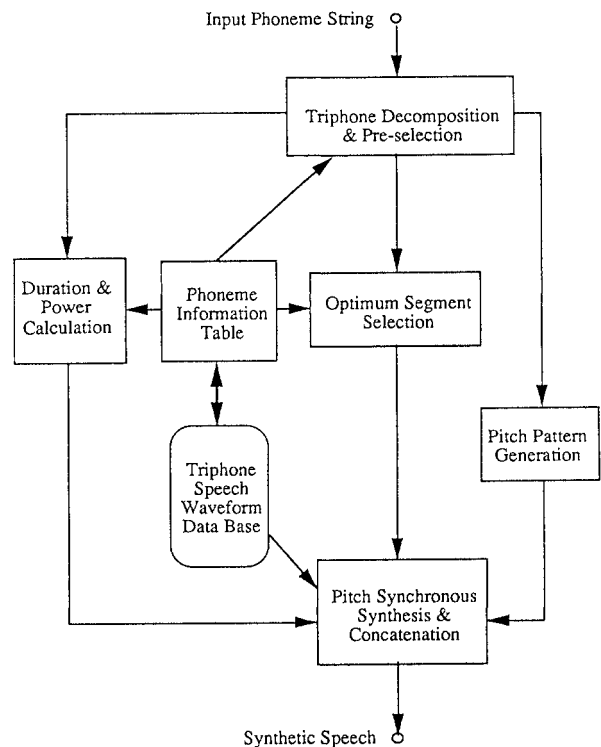 Input Phoneme String
Triphone Decomposition
& Pre-selection
Duration &
Power
Calculation
Phoneme
Information
Table
Optimum Segment
Selection
Pitch Pattern
Generation
Triphone
Speech
Waveform
Data Base
Pitch Synchronous
Synthesis &
Concatenation
Synthetic Speech